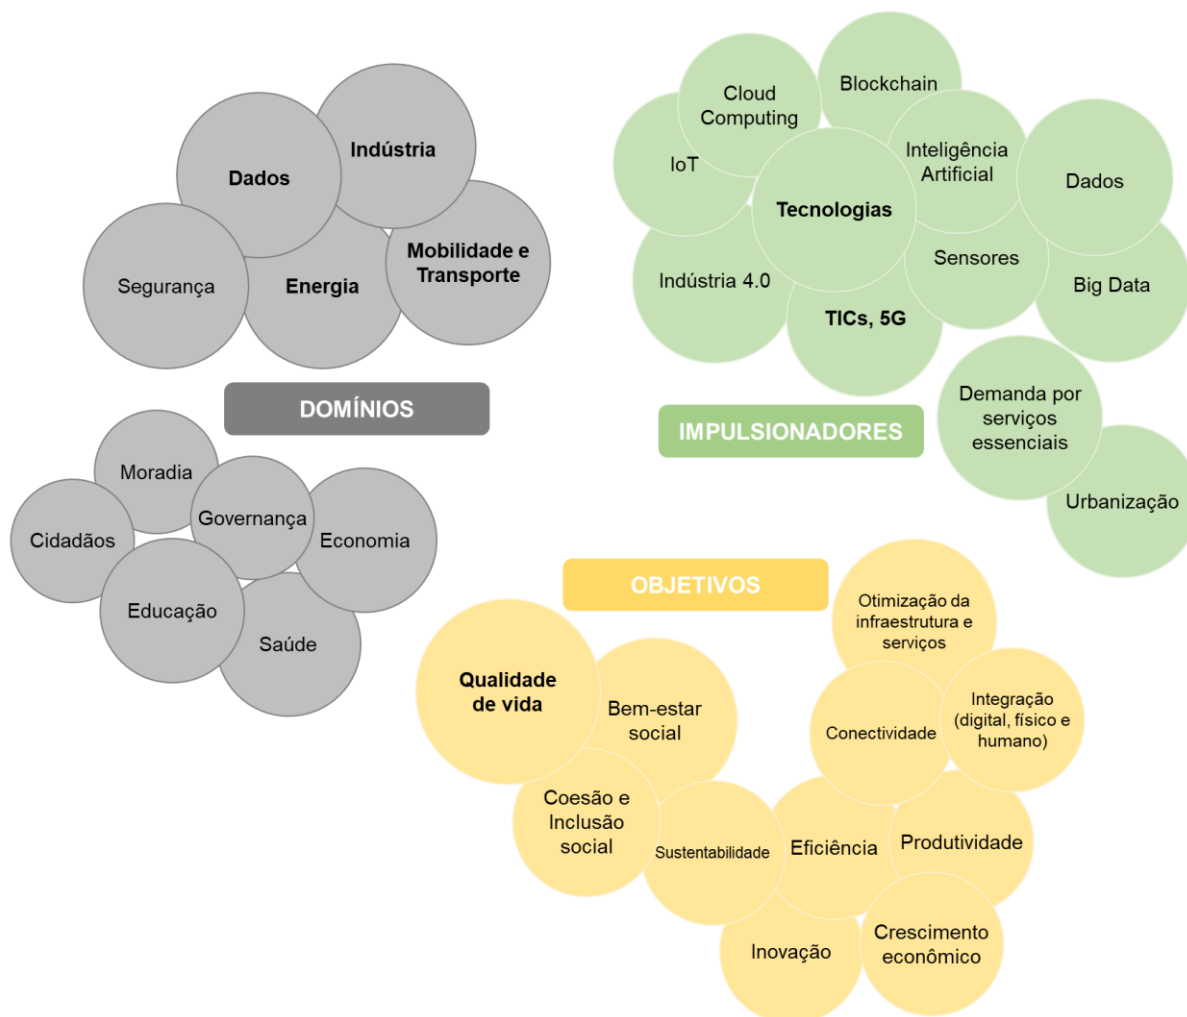 Indústria
Dados
Mobilidade e
Transporte
Segurança
Energia
DOMÍNIOS
Moradia
Governança
Cidadãos
Economia
Educação
Saúde
Blockchain
Cloud
Computing
IoT
Inteligência
Artificial
Dados
Tecnologias
Sensores
Indústria 4.0
Big Data
TICs, 5G
IMPULSIONADORES
Demanda por
serviços
essenciais
Urbanização
OBJETIVOS
Otimização da
infraestrutura e
serviços
Qualidade
de vida
Bem-estar
social
Conectividade
Integração
(digital, físico e
humano)
Coesão e
Inclusão
social
Sustentabilidade
Eficiência
Produtividade
Inovação
Crescimento
econômico